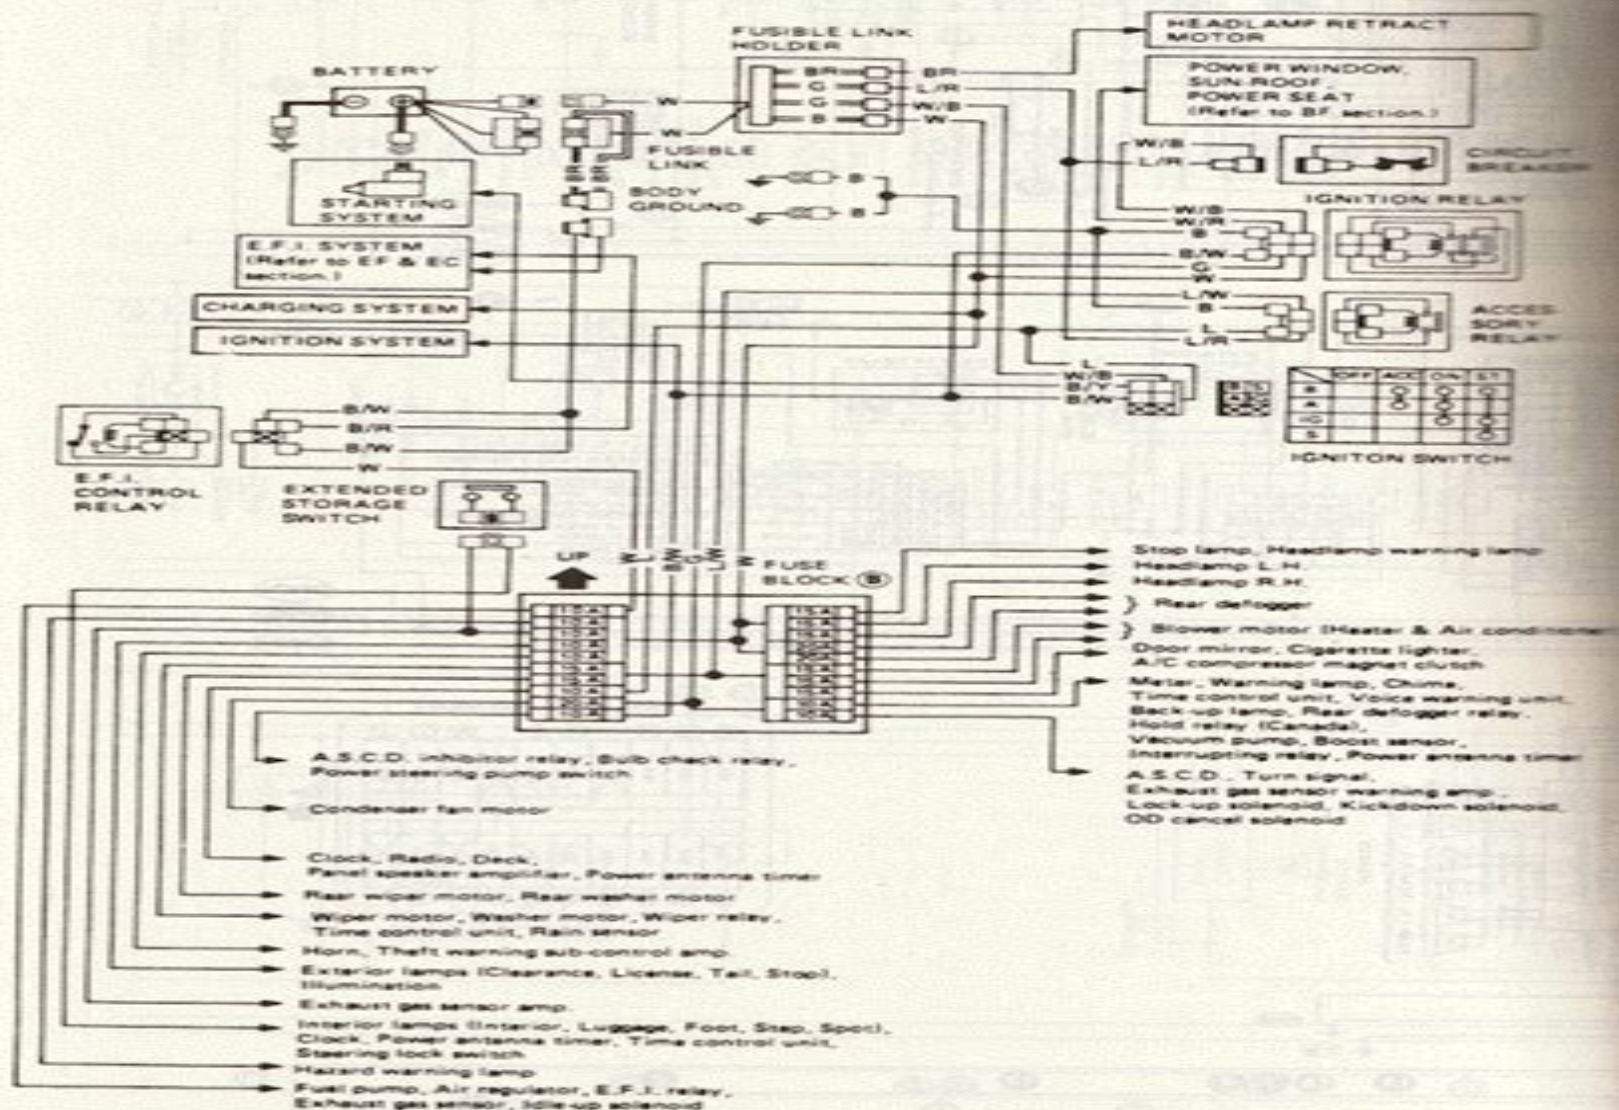 BATTERY
FUSIBLE LINK
HOLDER
HEADLAMP RETRACT
MOTOR
POWER WINDOW,
SUN-ROOF,
POWER SEAT
(Refer to BF section.)
BR
G
G
B
BR
L/R
W/B
W
W
W
FUSIBLE
LINK
BR
BR
BODY
GROUND
B
B
W/B
L/R
CIRCUIT
BREAKER
IGNITION RELAY
W/B
W/R
B
B/W
G
W
L/W
B
L
L/R
ACCES-
SORY
RELAY
STARTING
SYSTEM
E.F.I. SYSTEM
(Refer to EF & EC
section.)
CHARGING SYSTEM
IGNITION SYSTEM
L
W/B
B/Y
B/W
OFF ACC ON ST
B
A
IG
S
IGNITON SWITCH
B/W
B/R
B/W
W
E.F.I.
CONTROL
RELAY
EXTENDED
STORAGE
SWITCH
UP
W
L
B/W
G
L/W
W
FUSE
BLOCK B
Stop lamp, Headlamp warning lamp
Headlamp L.H.
Headlamp R.H.
Rear defogger
Blower motor (Heater & Air conditioner
Door mirror, Cigarette lighter,
A/C compressor magnet clutch
Meter, Warning lamp, Chime,
Time control unit, Voice warning unit,
Back-up lamp, Rear defogger relay,
Hold relay (Canada),
Vacuum pump, Boost sensor,
Interrupting relay, Power antenna timer
A.S.C.D., Turn signal,
Exhaust gas sensor warning amp.,
Lock-up solenoid, Kickdown solenoid,
OD cancel solenoid
A.S.C.D. inhibitor relay, Bulb check relay,
Power steering pump switch
Condenser fan motor
Clock, Radio, Deck,
Panel speaker amplifier, Power antenna timer
Rear wiper motor, Rear washer motor
Wiper motor, Washer motor, Wiper relay,
Time control unit, Rain sensor
Horn, Theft warning sub-control amp.
Exterior lamps (Clearance, License, Tail, Stop),
Illumination
Exhaust gas sensor amp.
Interior lamps (Interior, Luggage, Foot, Step, Spot),
Clock, Power antenna timer, Time control unit,
Steering lock switch
Hazard warning lamp
Fuel pump, Air regulator, E.F.I. relay,
Exhaust gas sensor, Idle-up solenoid